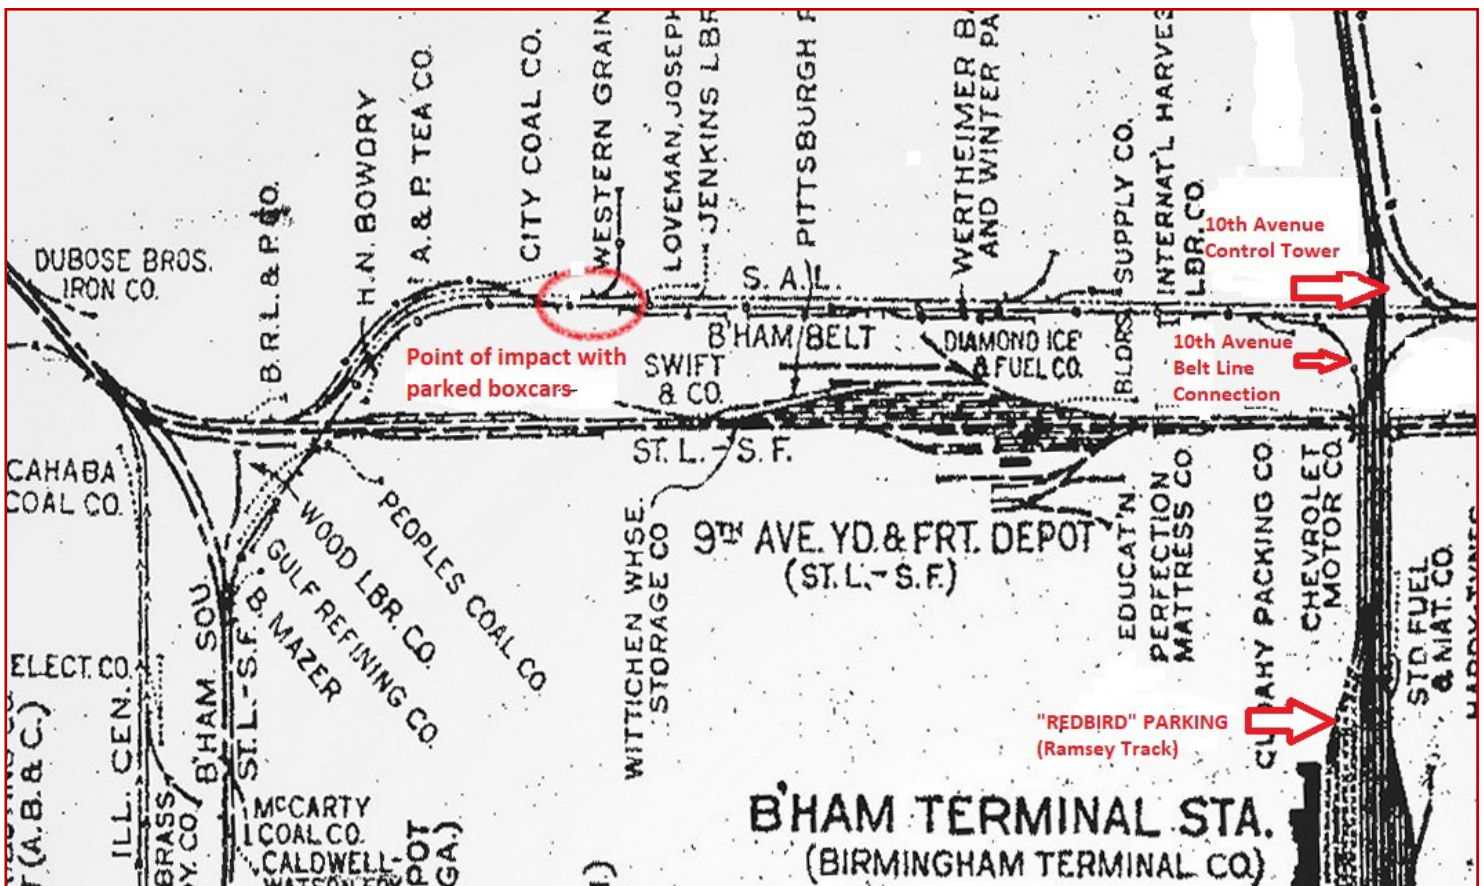 DUBOSE BROS.
IRON CO.
B.R.L. & P. CO.
H.N. BOWDRY
A. & P. TEA CO.
CITY COAL CO.
WESTERN GRAIN
LOVEMAN, JOSEPH
JENKINS LBR
PITTSBURGH
WERTHEIMER
AND WINTER
BLDRS. SUPPLY CO.
INTERNAT'L HARVES
LBR. CO.
10th Avenue
Control Tower
S. A. L.
B'HAM BELT
Point of impact with
parked boxcars
SWIFT
& CO.
DIAMOND ICE
& FUEL CO.
10th Avenue
Belt Line
Connection
ST. L. - S. F.
CAHABA
COAL CO.
PEOPLES COAL CO.
WOOD LBR. CO.
GULF REFINING CO.
B. MAZER
WITTICHEN WHSE.
STORAGE CO
9TH AVE. YD. & FRT. DEPOT
(ST. L. - S.F.)
EDUCAT'N.
PERFECTION
MATTRESS CO.
CUDAHY PACKING CO.
CHEVROLET
MOTOR CO.
STD. FUEL
& MAT. CO.
ELECT. CO.
(A.B. & C.)
ILL. CEN.
B'HAM. SOU.
ST. L. - S.F.
BRASS
McCARTY
COAL CO.
CALDWELL-
"REDBIRD" PARKING
(Ramsey Track)
B'HAM TERMINAL STA.
(BIRMINGHAM TERMINAL CO.)